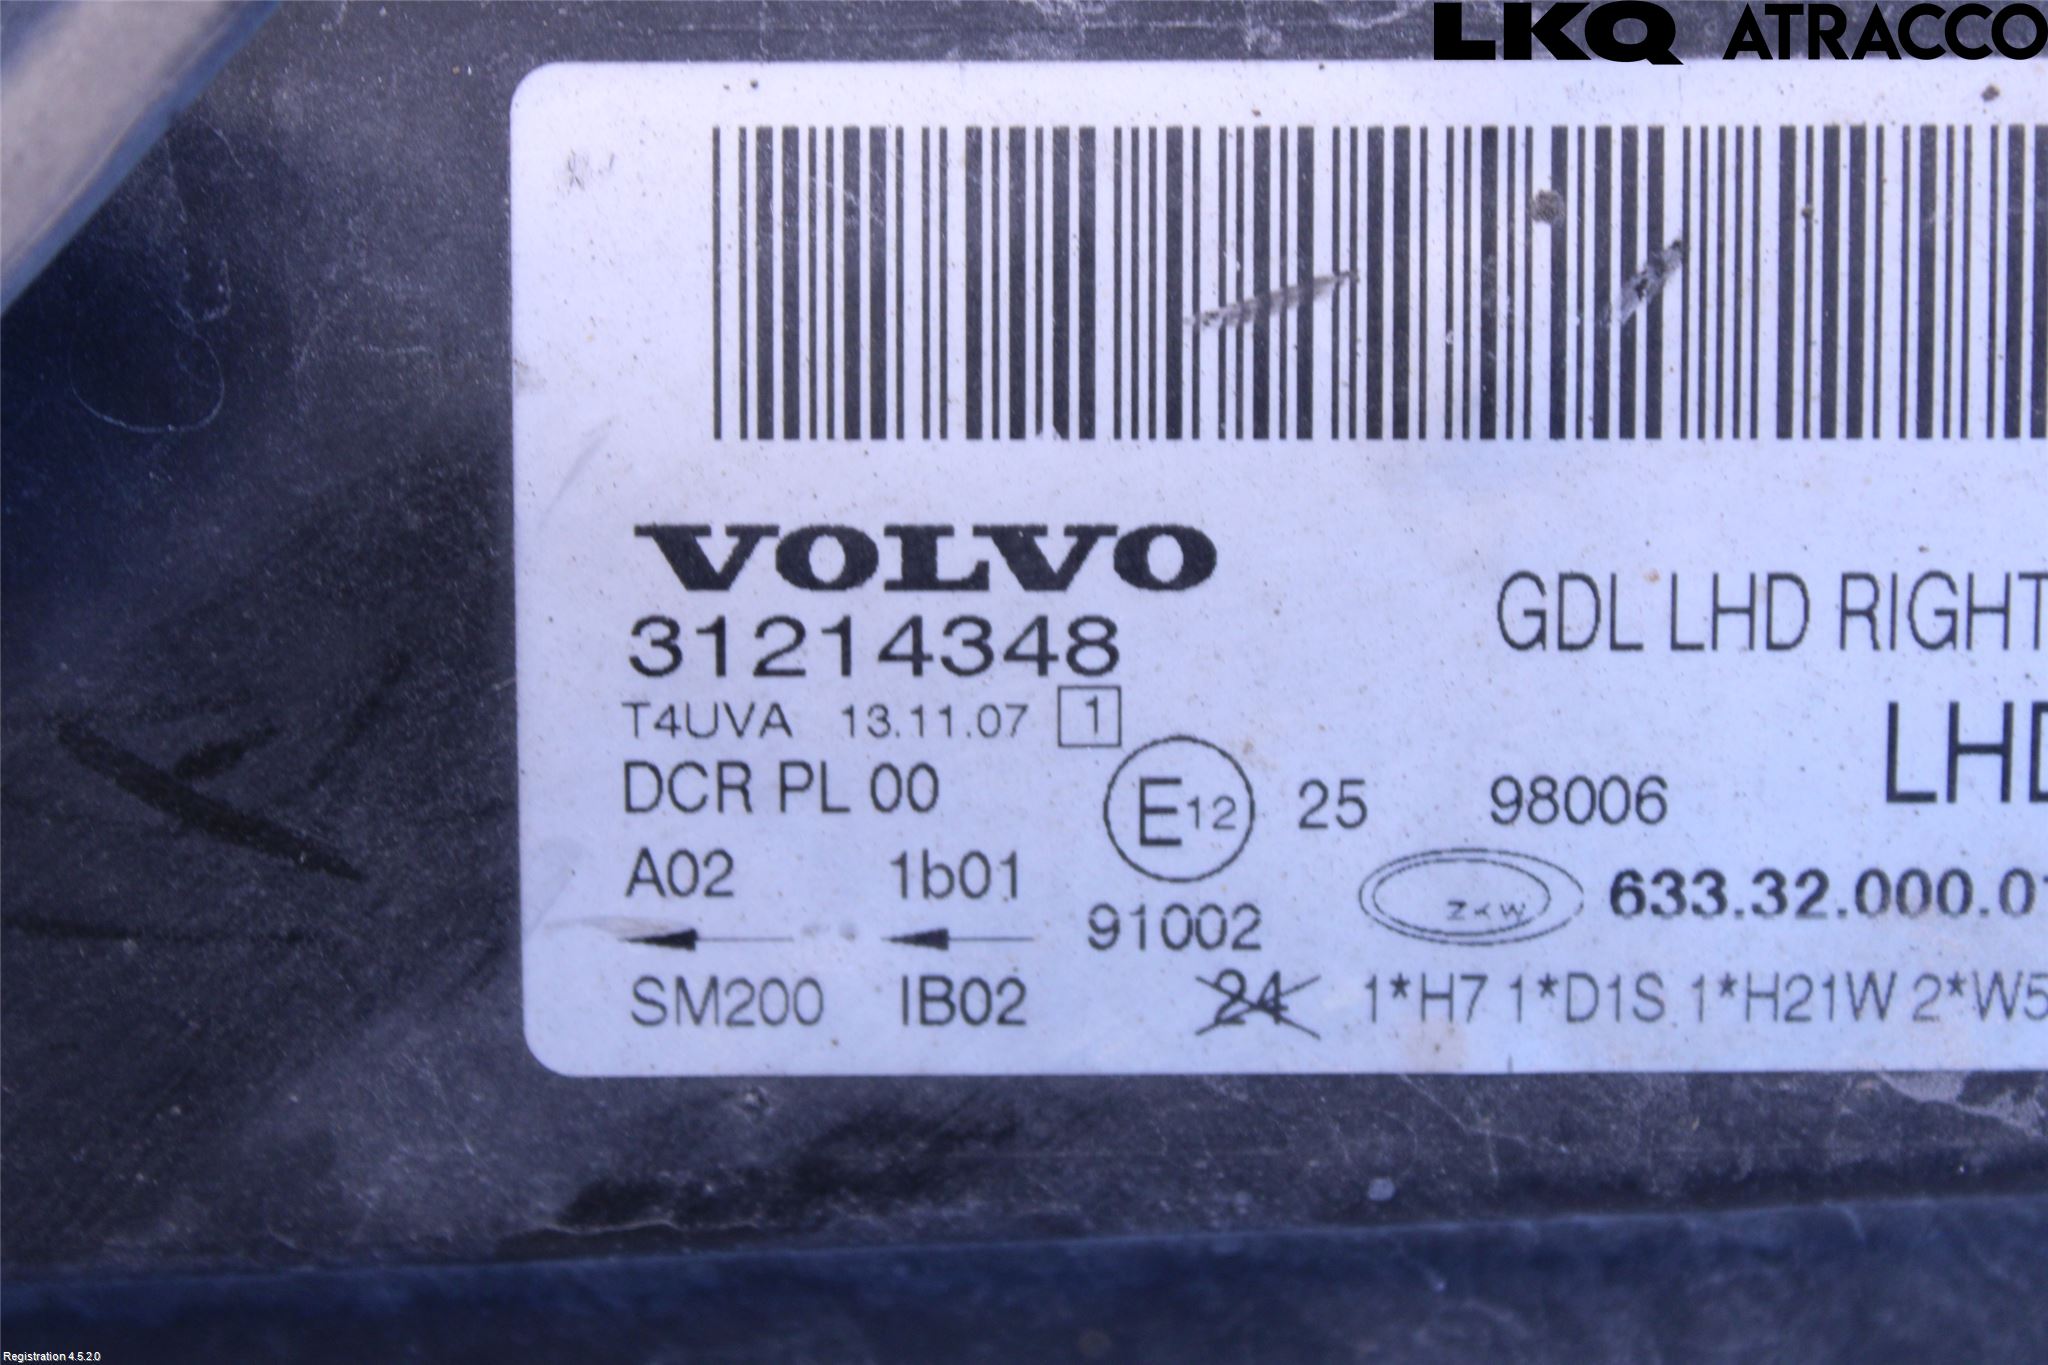 LKQ ATRACCO
VOLVO
31214348
GDL LHD RIGHT
T4UVA 13.11.07 1
LHD
DCR PL 00
E12 25 98006
A02 1b01
91002
ZKW 633.32.000.0
SM200 IB02 24 1*H7 1*D1S 1*H21W 2*W5
Registration 4.5.2.0